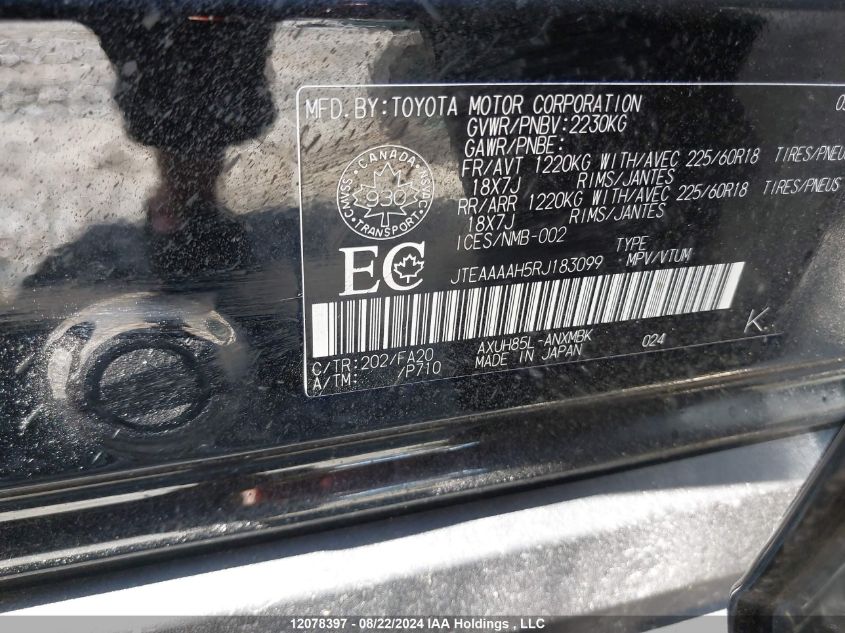 MFD.BY:TOYOTA MOTOR CORPORATION
GVWR/PNBV:2230KG
GAWR/PNBE:
FR/AVT 1220KG WITH/AVEC 225/60R18 TIRES/PNEU
18X7J RIMS/JANTES
RR/ARR 1220KG WITH/AVEC 225/60R18 TIRES/PNEUS
18X7J RIMS/JANTES
ICES/NMB-002 TYPE
JTEAAAAH5RJ183099 MPV/VTUM
CANADA
CMVSS 930 NSVAC
TRANSPORT
EC
C/TR:202/FA20 AXUH85L-ANXMBK 024 K.
A/TM: /P710 MADE IN JAPAN
12078397 - 08/22/2024 IAA Holdings, LLC